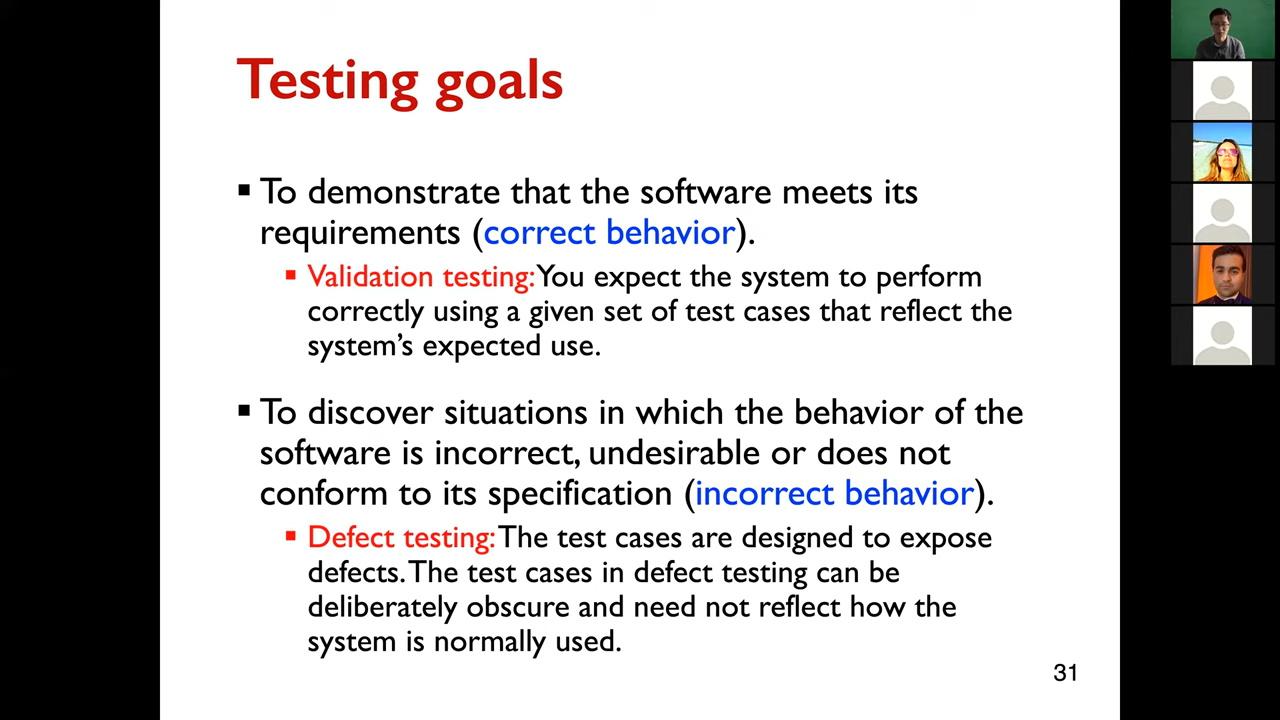 Testing goals
▪ To demonstrate that the software meets its
requirements (correct behavior).
▪ Validation testing: You expect the system to perform
correctly using a given set of test cases that reflect the
system’s expected use.
▪ To discover situations in which the behavior of the
software is incorrect, undesirable or does not
conform to its specification (incorrect behavior).
▪ Defect testing: The test cases are designed to expose
defects. The test cases in defect testing can be
deliberately obscure and need not reflect how the
system is normally used.
31